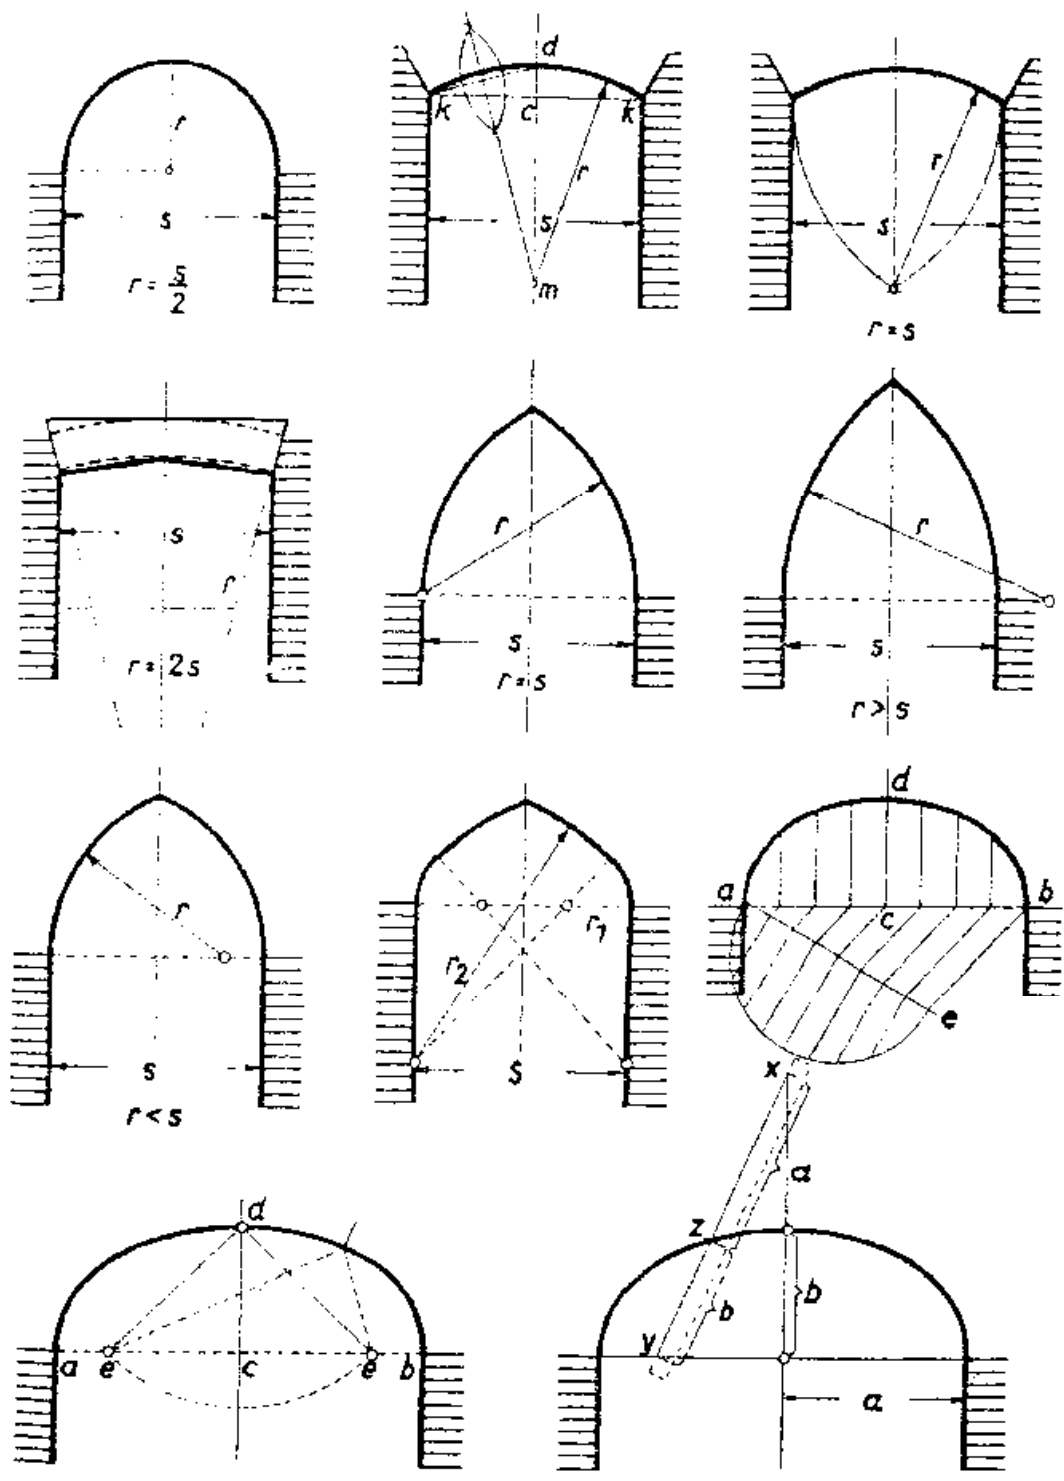 r
s
r = s/2
d
k c k
r
s
m
r
s
r = s
s
r
r = 2s
r
s
r = s
r
s
r > s
r
s
r < s
r1
r2
s
d
a c b
e
d
a e c e b
x
a
z
b b
y
a